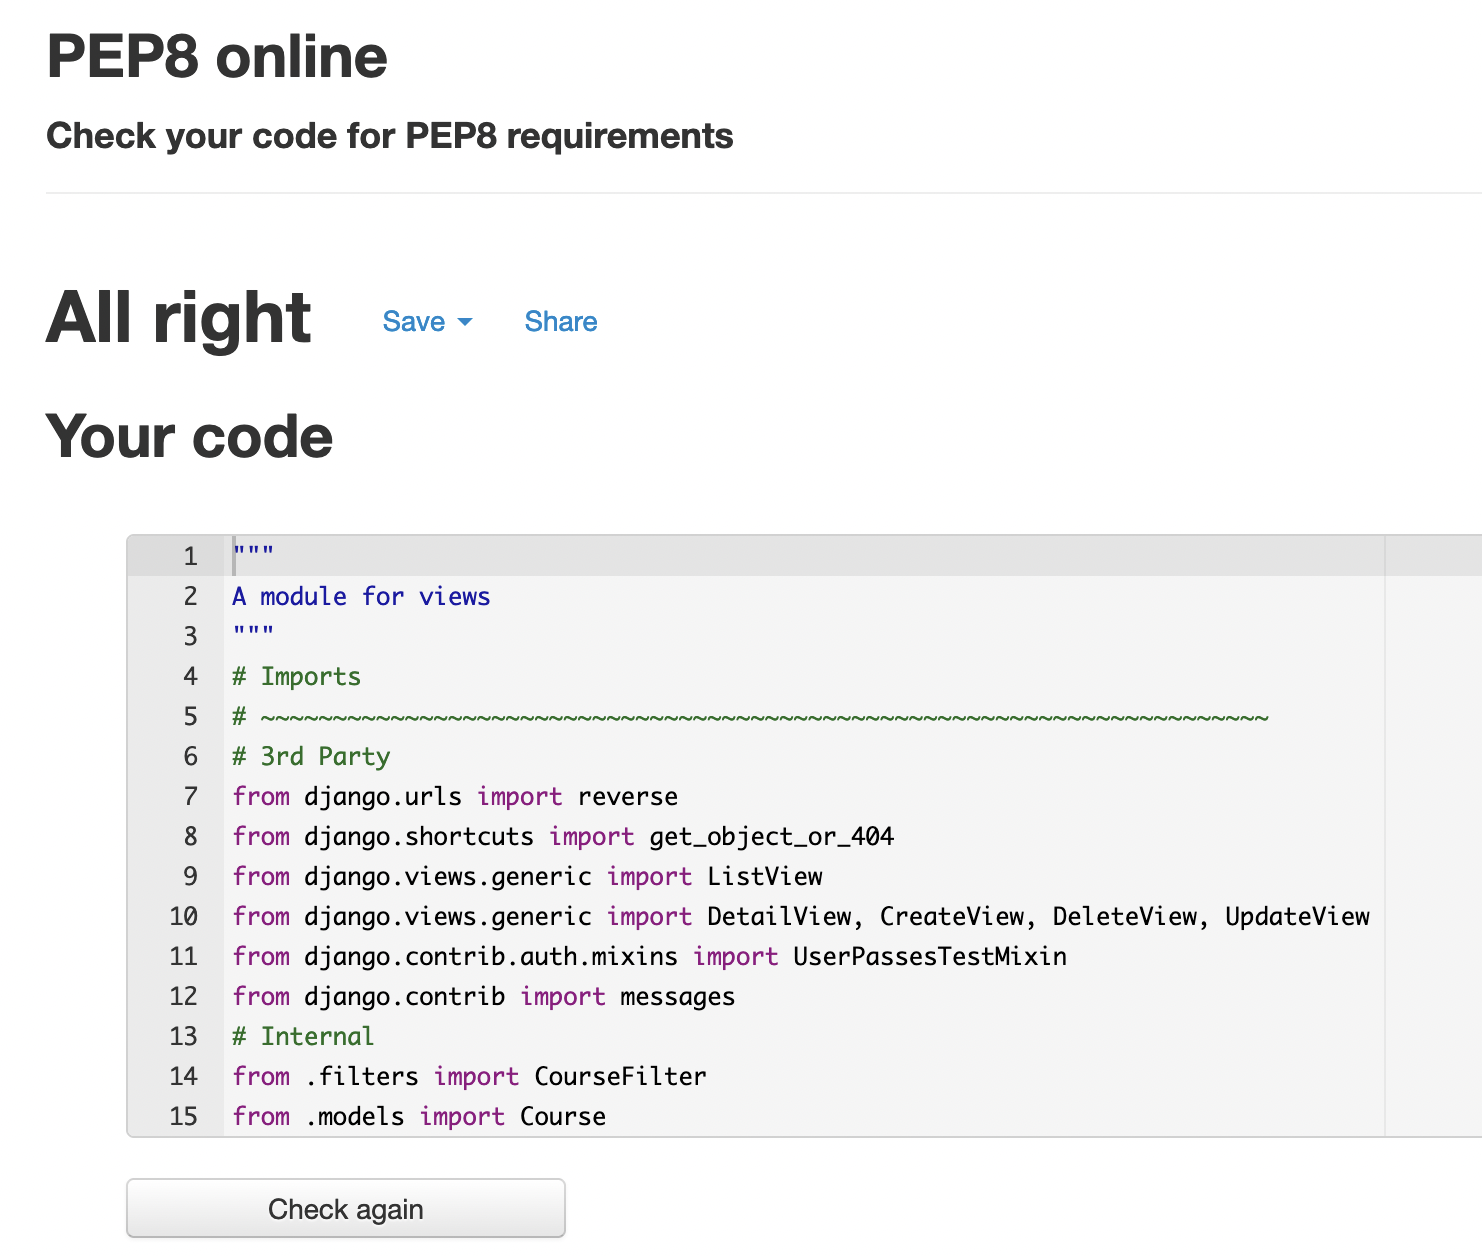 PEP8 online
Check your code for PEP8 requirements
All right Save Share
Your code
1 """
2 A module for views
3 """
4 # Imports
5 # ~~~~~~~~~~~~~~~~~~~~~~~~~~~~~~~~~~~~~~~~~~~~~~~~~~~~~~~~~~~~~~~~~~~~~~
6 # 3rd Party
7 from django.urls import reverse
8 from django.shortcuts import get_object_or_404
9 from django.views.generic import ListView
10 from django.views.generic import DetailView, CreateView, DeleteView, UpdateView
11 from django.contrib.auth.mixins import UserPassesTestMixin
12 from django.contrib import messages
13 # Internal
14 from .filters import CourseFilter
15 from .models import Course
Check again